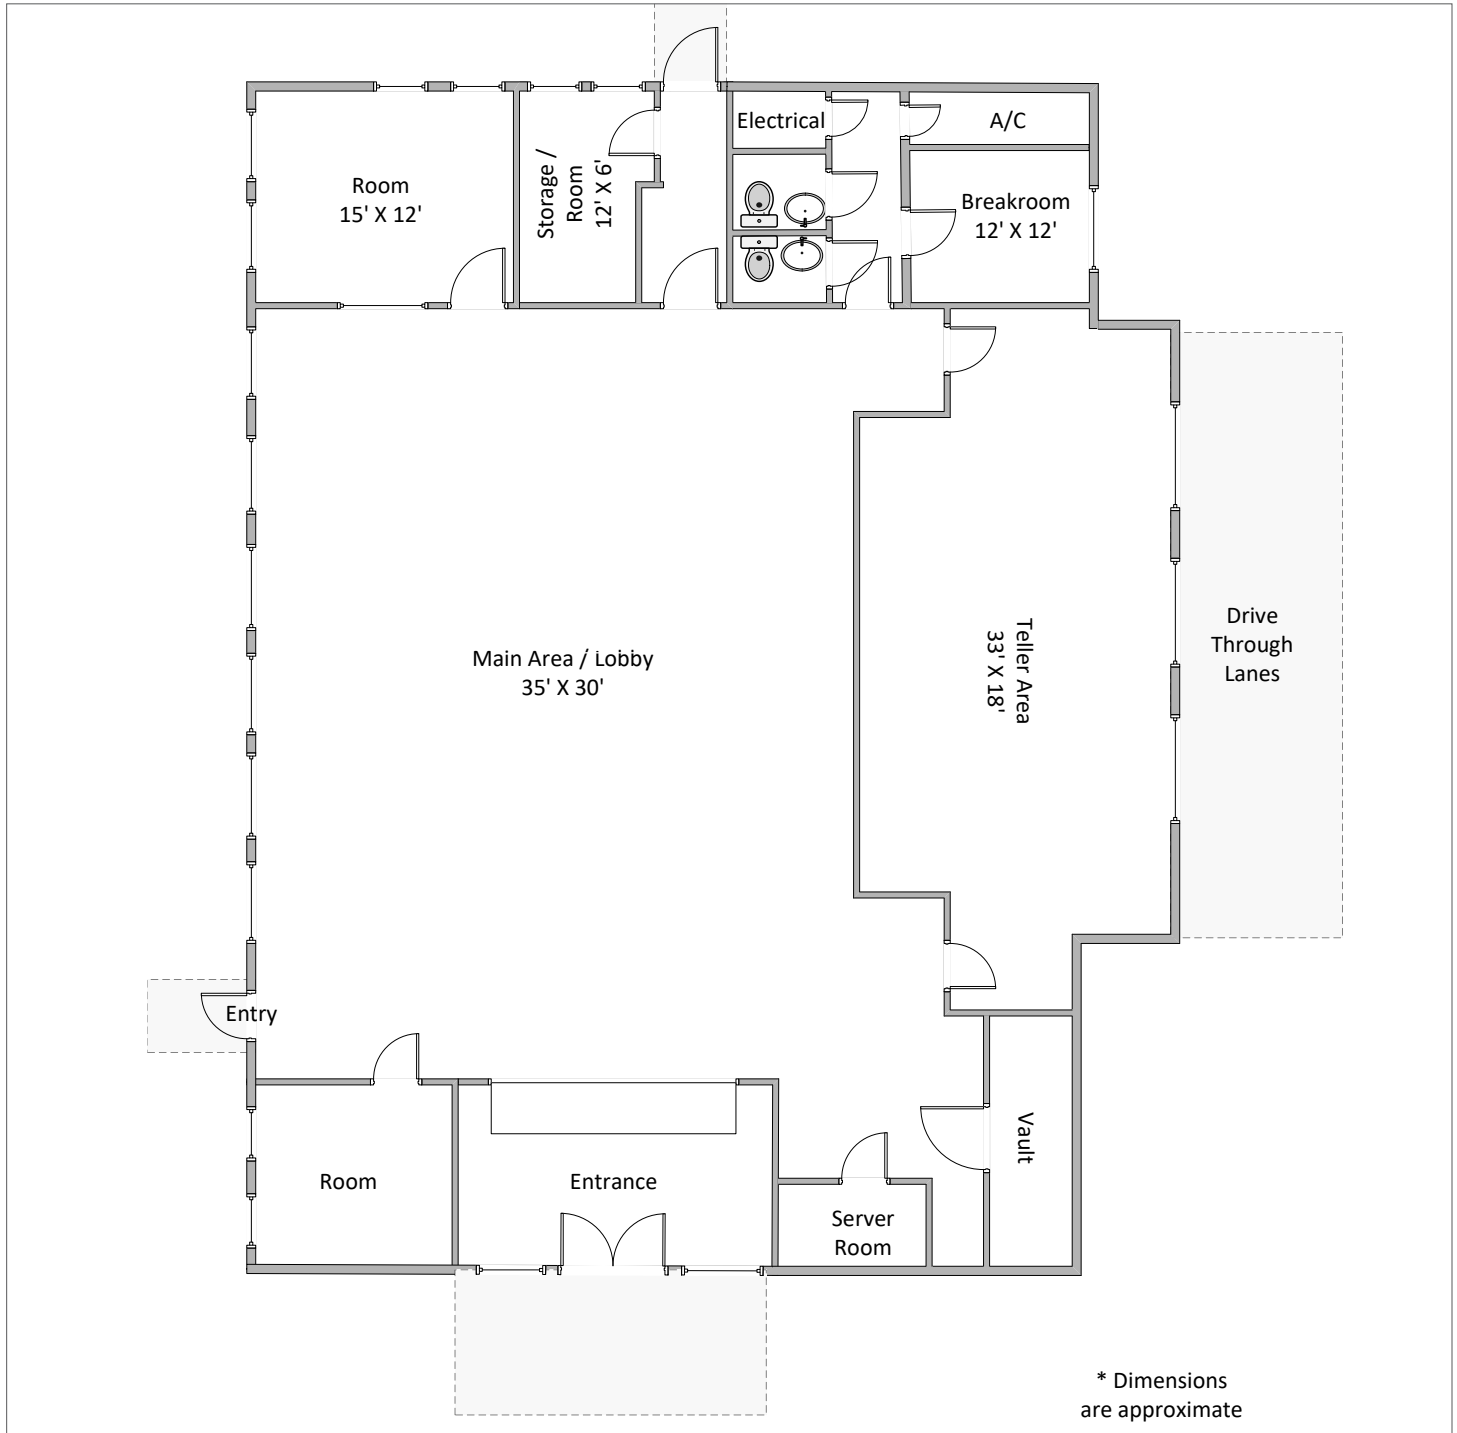 Electrical
A/C
Room
15' X 12'
Storage /
Room
12' X 6'
Breakroom
12' X 12'
Main Area / Lobby
35' X 30'
Teller Area
33' X 18'
Drive
Through
Lanes
Entry
Room
Entrance
Server
Room
Vault
* Dimensions
are approximate